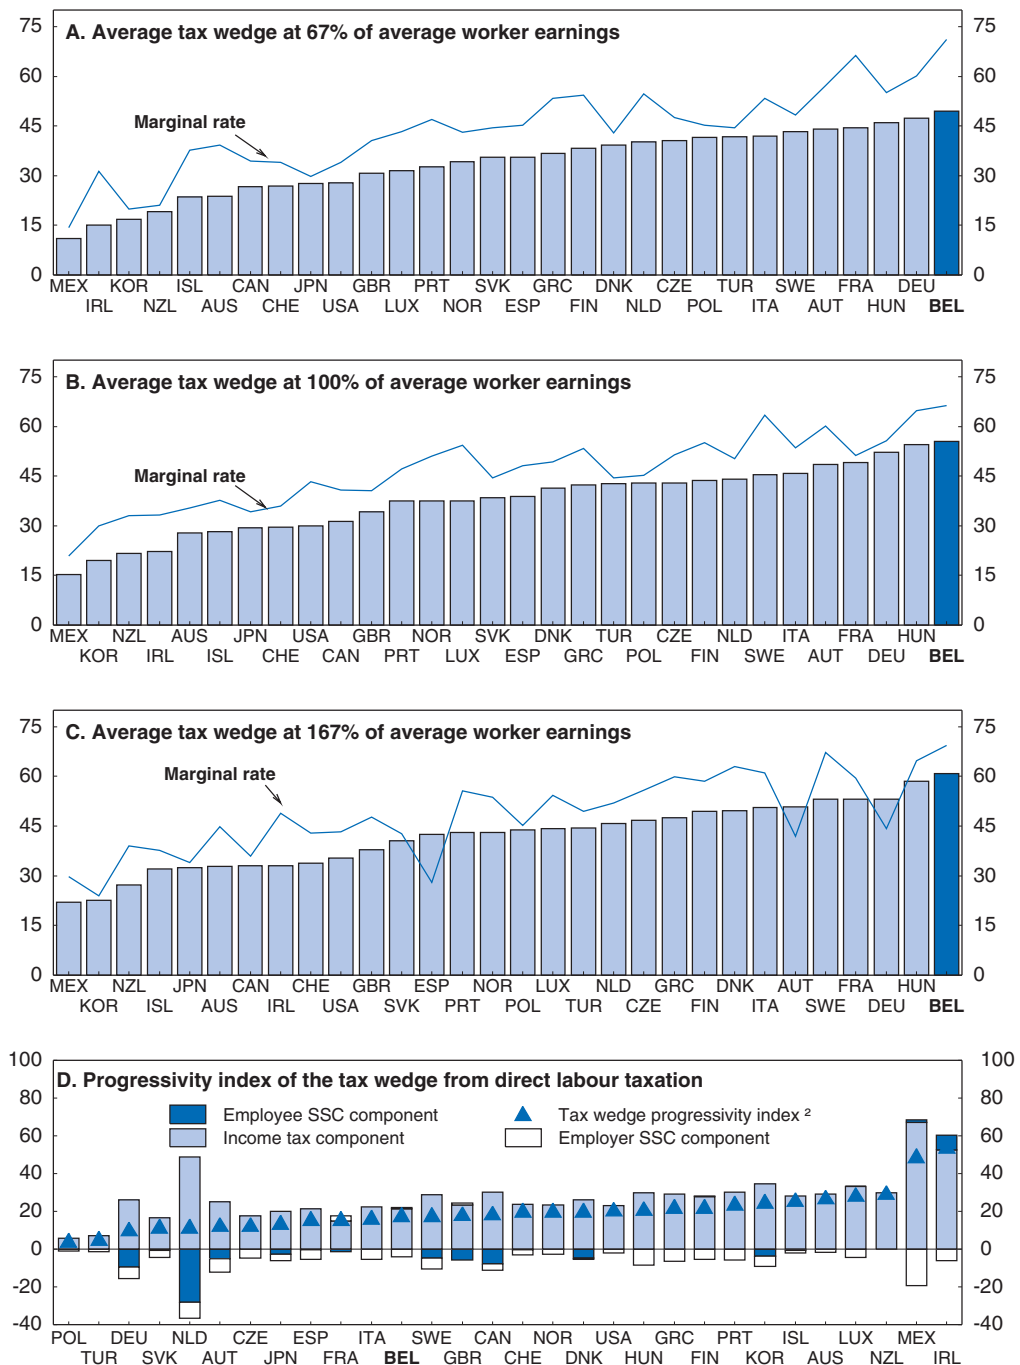 A. Average tax wedge at 67% of average worker earnings
75 75
60 60
Marginal rate
45 45
30 30
15 15
0 0
MEX KOR ISL CAN JPN GBR PRT SVK GRC DNK CZE TUR SWE FRA DEU
IRL NZL AUS CHE USA LUX NOR ESP FIN NLD POL ITA AUT HUN BEL
B. Average tax wedge at 100% of average worker earnings
75 75
60 60
Marginal rate
45 45
30 30
15 15
0 0
MEX NZL AUS JPN USA GBR NOR SVK DNK TUR CZE NLD ITA FRA HUN
KOR IRL ISL CHE CAN PRT LUX ESP GRC POL FIN SWE AUT DEU BEL
C. Average tax wedge at 167% of average worker earnings
75 75
Marginal rate
60 60
45 45
30 30
15 15
0 0
MEX NZL JPN CAN CHE GBR ESP NOR LUX NLD GRC DNK AUT FRA HUN
KOR ISL AUS IRL USA SVK PRT POL TUR CZE FIN ITA SWE DEU BEL
100 100
D. Progressivity index of the tax wedge from direct labour taxation
80 80
Employee SSC component Tax wedge progressivity index ²
60 60
Income tax component Employer SSC component
40 40
20 20
0 0
-20 -20
-40 -40
POL DEU NLD CZE ESP ITA SWE CAN NOR USA GRC PRT ISL LUX MEX
TUR SVK AUT JPN FRA BEL GBR CHE DNK HUN FIN KOR AUS NZL IRL